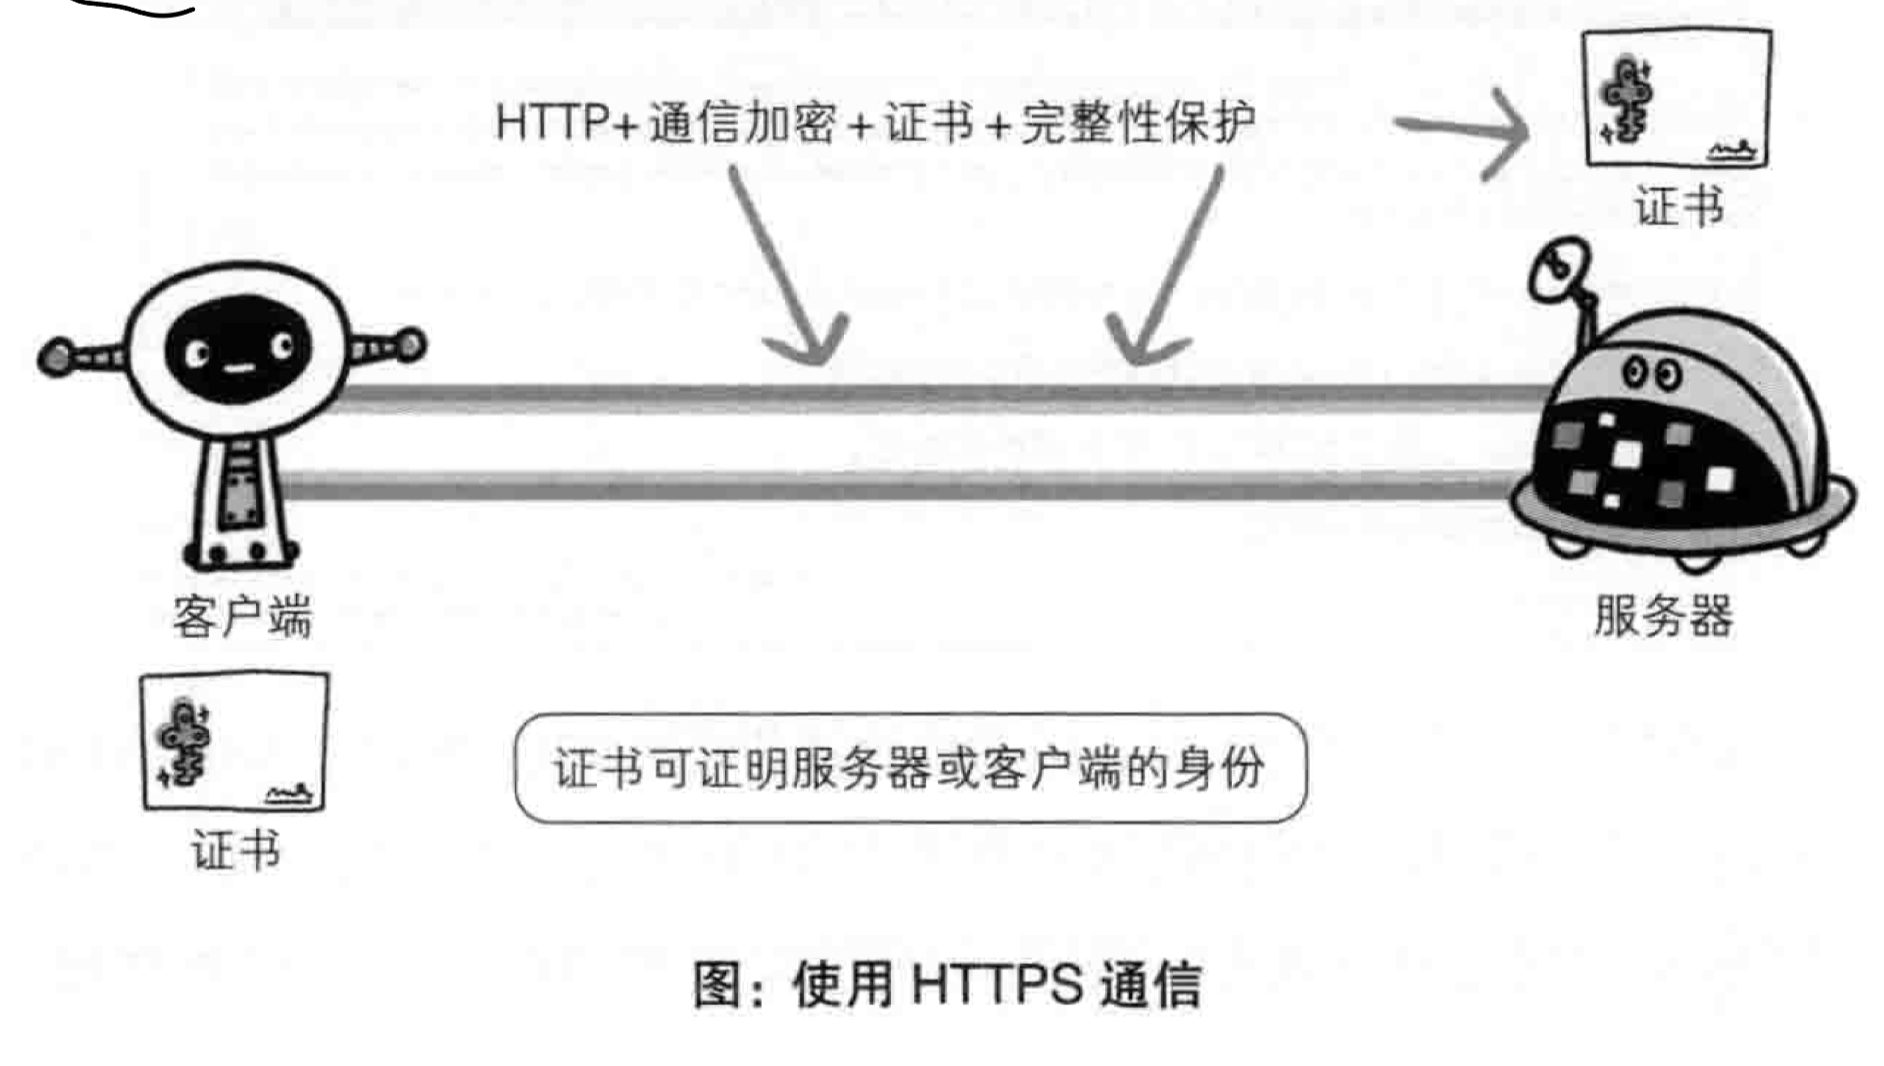 HTTP+通信加密+证书+完整性保护
证书
客户端
服务器
证书可证明服务器或客户端的身份
证书
图：使用 HTTPS 通信